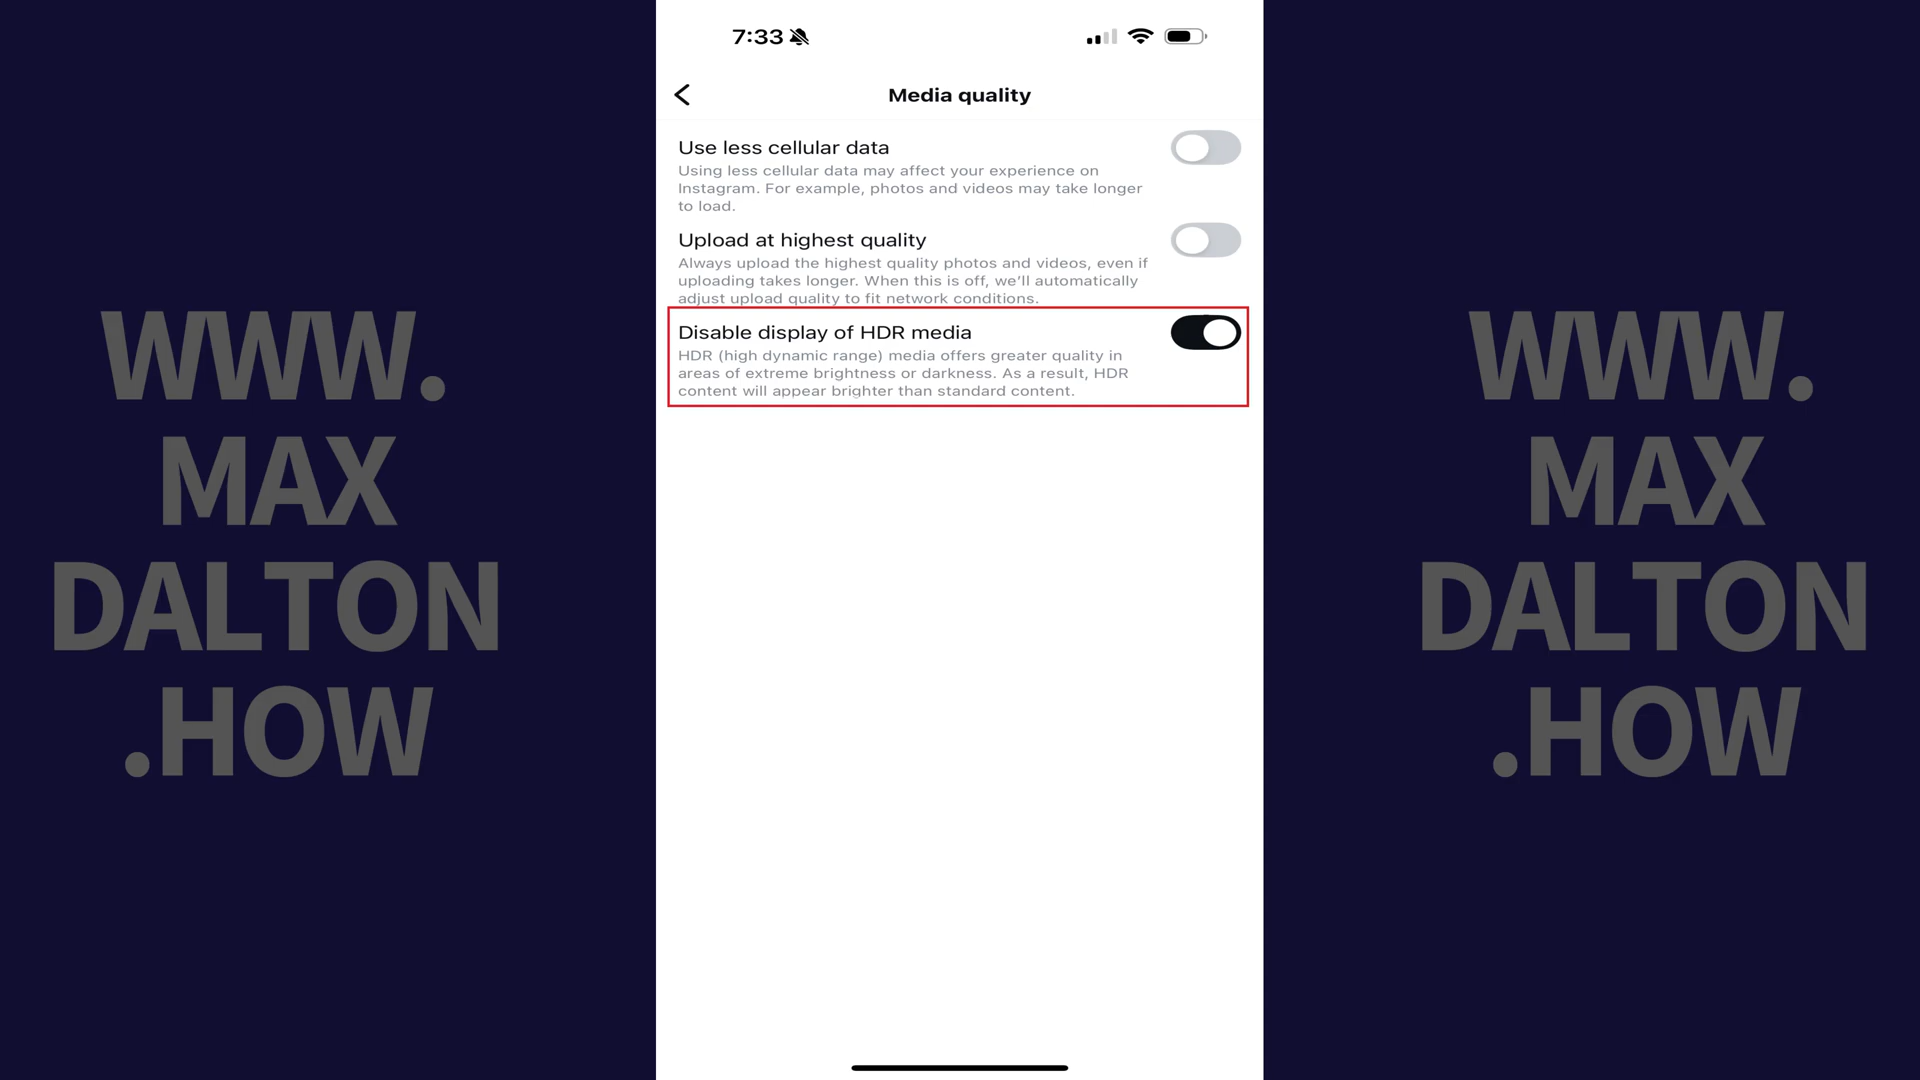 7:33
Media quality
Use less cellular data
Using less cellular data may affect your experience on
Instagram. For example, photos and videos may take longer
to load.
Upload at highest quality
Always upload the highest quality photos and videos, even if
uploading takes longer. When this is off, we’ll automatically
adjust upload quality to fit network conditions.
Disable display of HDR media
HDR (high dynamic range) media offers greater quality in
areas of extreme brightness or darkness. As a result, HDR
content will appear brighter than standard content.
WWW.
MAX
DALTON
.HOW
WWW.
MAX
DALTON
.HOW